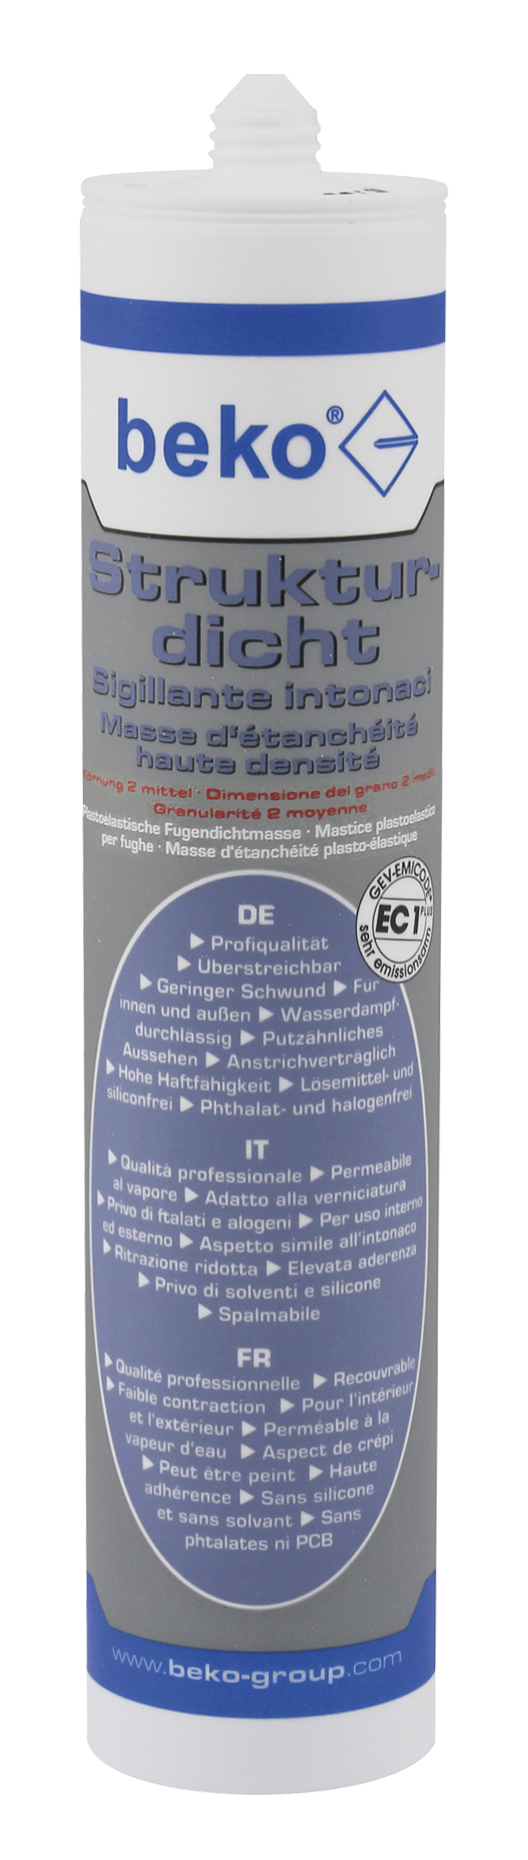 beko®
Struktur-
dicht
Sigillante intonaci
Masse d'étanchéité
haute densité
Körnung 2 mittel · Dimensione del grano 2 medio
Granularité 2 moyenne
Plastoelastische Fugendichtmasse · Mastice plastoelastico
per fughe · Masse d'étanchéité plasto-élastique
GEV-EMICODE®
EC1 PLUS
sehr emissionsarm
DE
▶ Profiqualität
▶ Überstreichbar
▶ Geringer Schwund ▶ Für
innen und außen ▶ Wasserdampf-
durchlässig ▶ Putzähnliches
Aussehen ▶ Anstrichverträglich
▶ Hohe Haftfähigkeit ▶ Lösemittel- und
siliconfrei ▶ Phthalat- und halogenfrei
IT
▶ Qualità professionale ▶ Permeabile
al vapore ▶ Adatto alla verniciatura
▶ Privo di ftalati e alogeni ▶ Per uso interno
ed esterno ▶ Aspetto simile all'intonaco
▶ Ritrazione ridotta ▶ Elevata aderenza
▶ Privo di solventi e silicone
▶ Spalmabile
FR
▶ Qualité professionnelle ▶ Recouvrable
▶ Faible contraction ▶ Pour l'intérieur
et l'extérieur ▶ Perméable à la
vapeur d'eau ▶ Aspect de crépi
▶ Peut être peint ▶ Haute
adhérence ▶ Sans silicone
et sans solvant ▶ Sans
phtalates ni PCB
www.beko-group.com